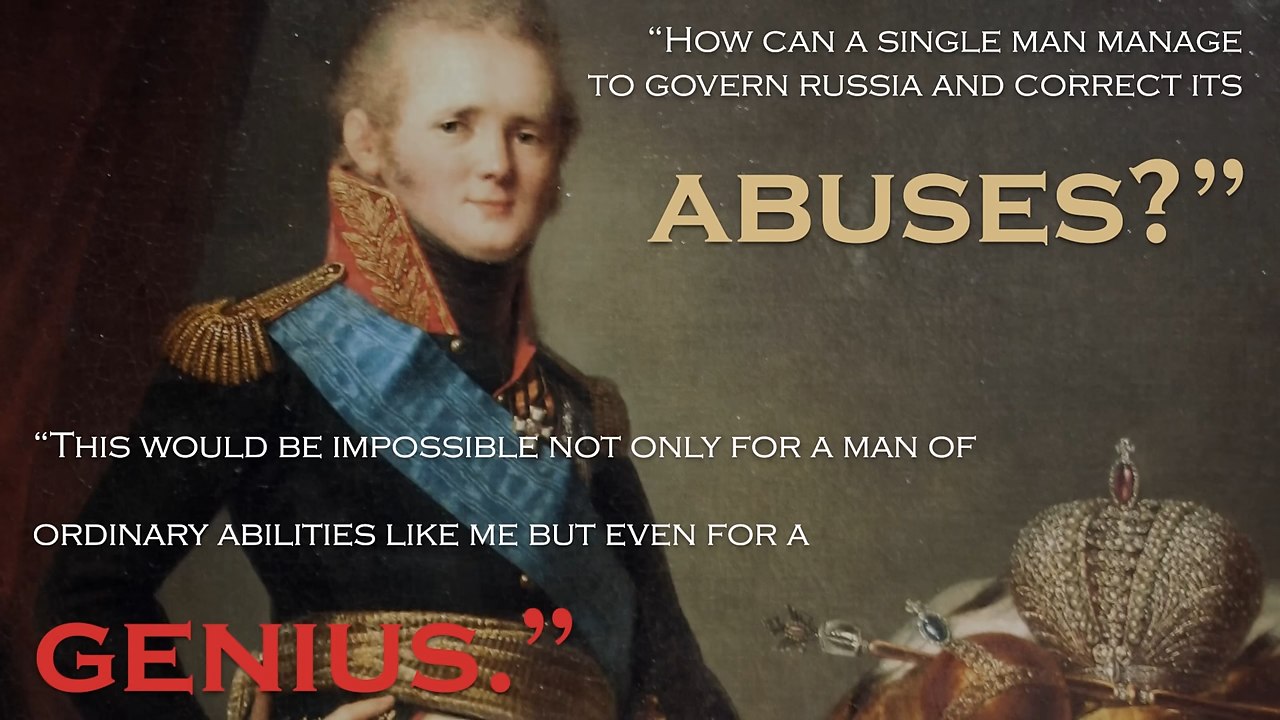 “How can a single man manage
to govern russia and correct its
abuses?”
“This would be impossible not only for a man of
ordinary abilities like me but even for a
genius.”